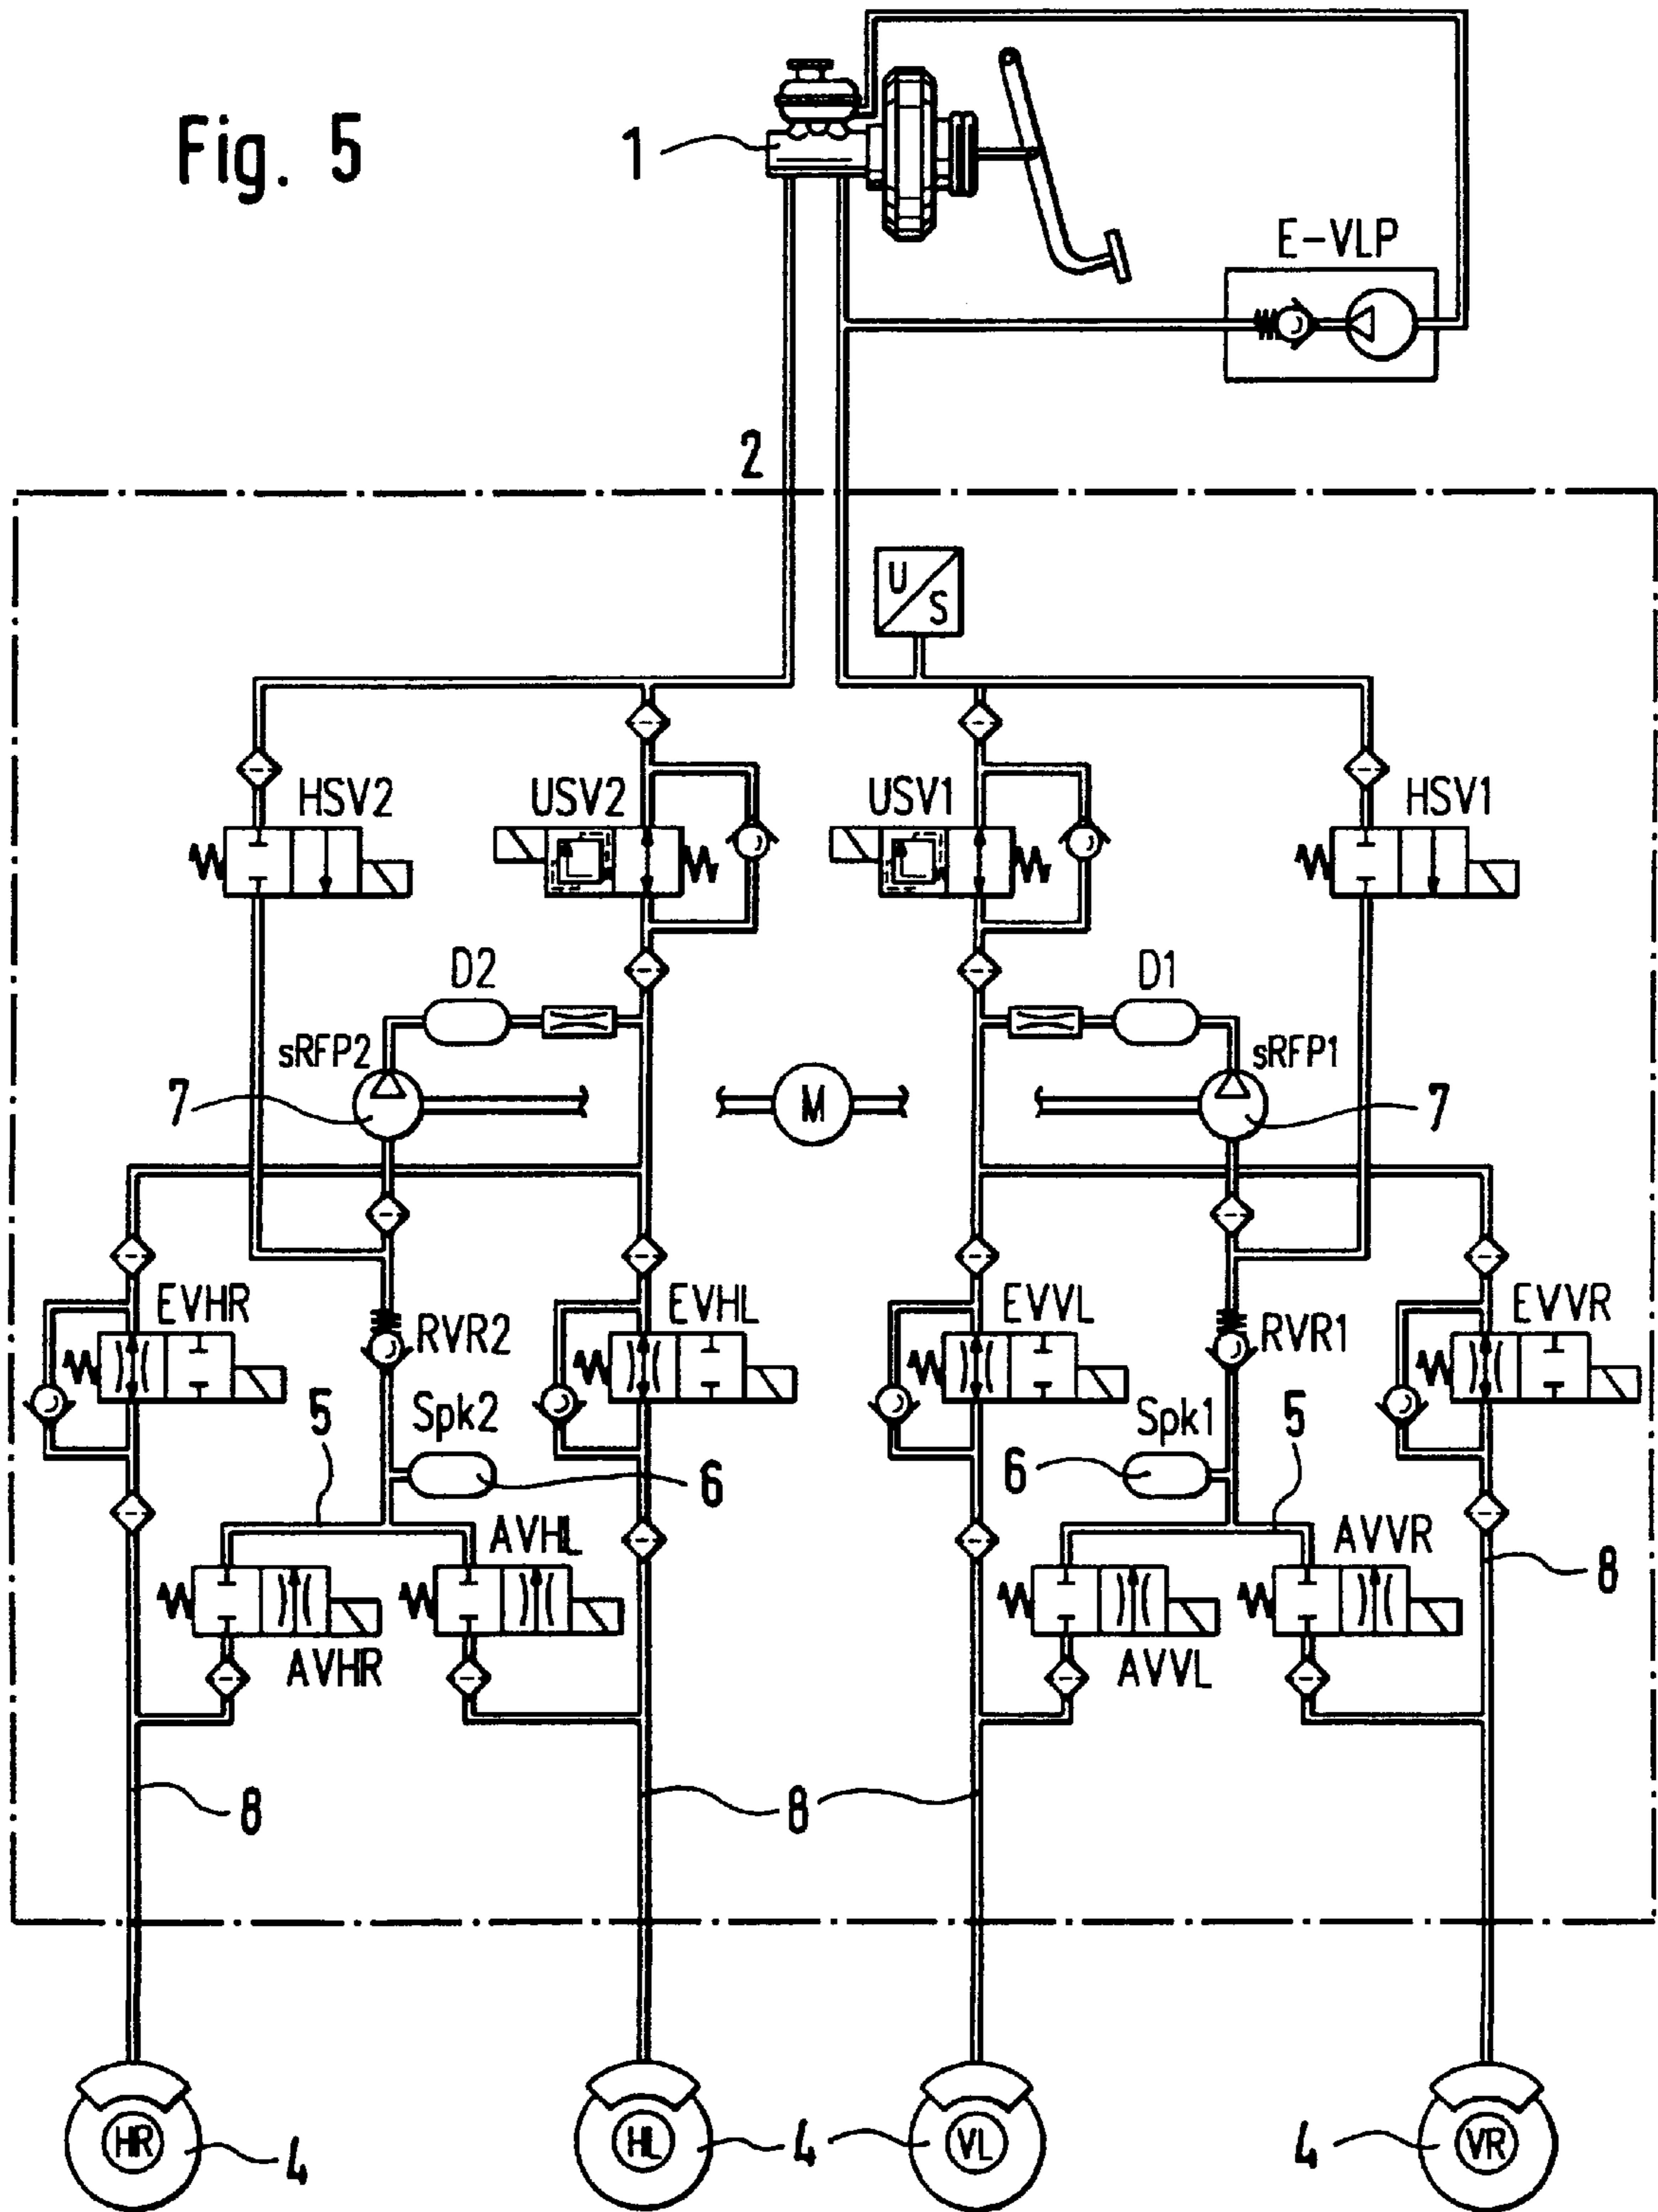 Fig. 5
1
E-VLP
2
U/S
HSV2
USV2
USV1
HSV1
D2
D1
sRFP2
sRFP1
7
M
7
EVHR
RVR2
EVHL
EVVL
RVR1
EVVR
5
Spk2
6
6
Spk1
5
AVHL
AVVR
8
AVHR
AVVL
8
8
HR
4
HL
4
VL
4
VR